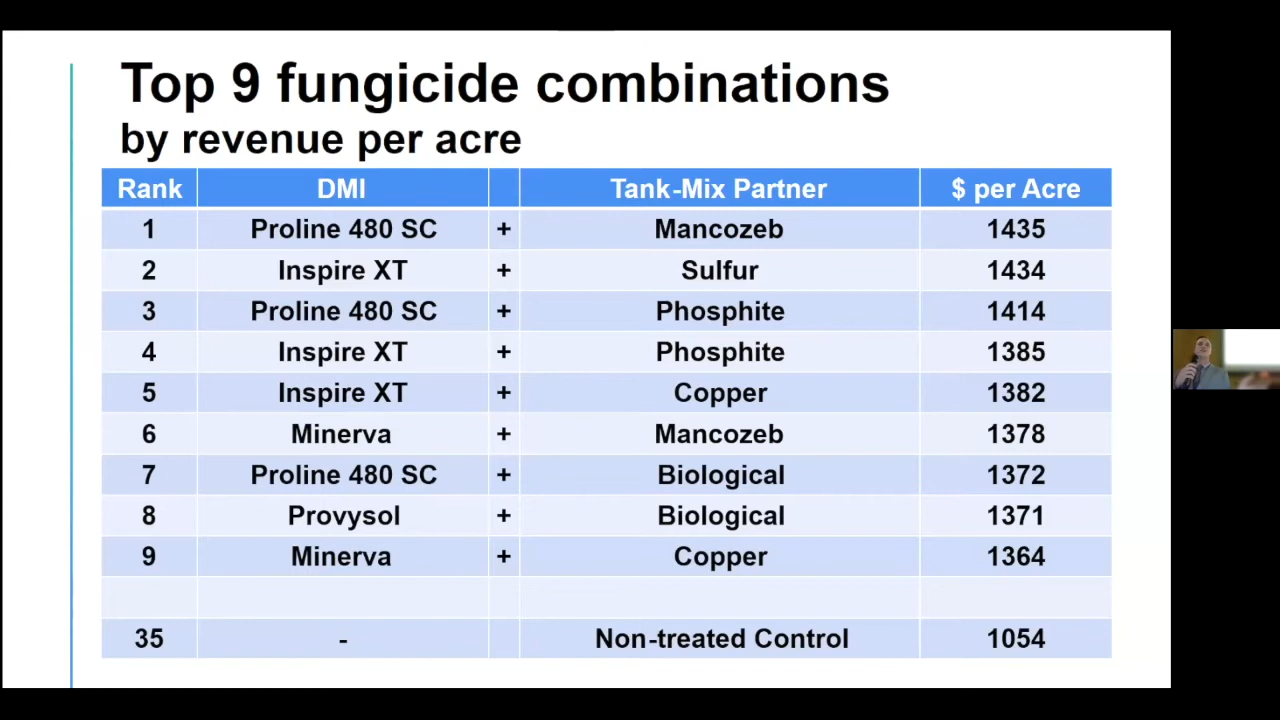 Top 9 fungicide combinations
by revenue per acre
Rank DMI Tank-Mix Partner $ per Acre
1 Proline 480 SC + Mancozeb 1435
2 Inspire XT + Sulfur 1434
3 Proline 480 SC + Phosphite 1414
4 Inspire XT + Phosphite 1385
5 Inspire XT + Copper 1382
6 Minerva + Mancozeb 1378
7 Proline 480 SC + Biological 1372
8 Provysol + Biological 1371
9 Minerva + Copper 1364
35 - Non-treated Control 1054